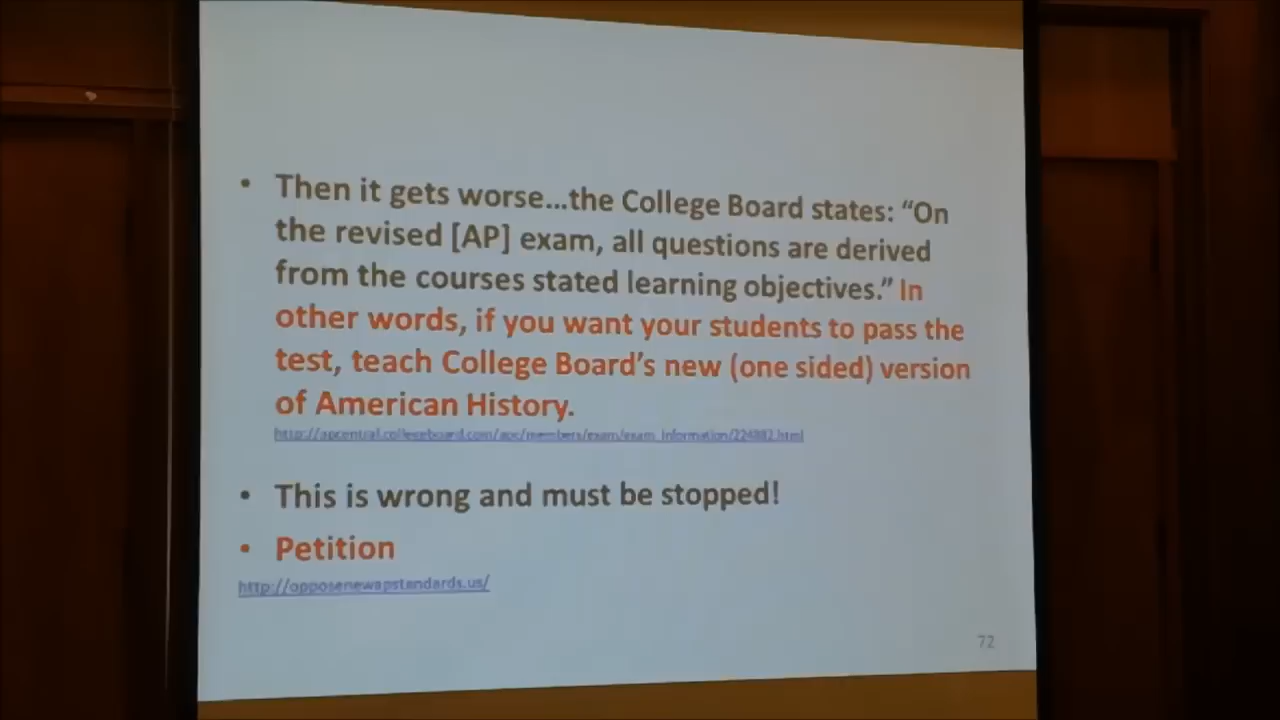 • Then it gets worse...the College Board states: “On
the revised [AP] exam, all questions are derived
from the courses stated learning objectives.” In
other words, if you want your students to pass the
test, teach College Board’s new (one sided) version
of American History.
http://apcentral.collegeboard.com/apc/members/exam/exam_information/224882.html
• This is wrong and must be stopped!
• Petition
http://opposenewapstandards.us/
72